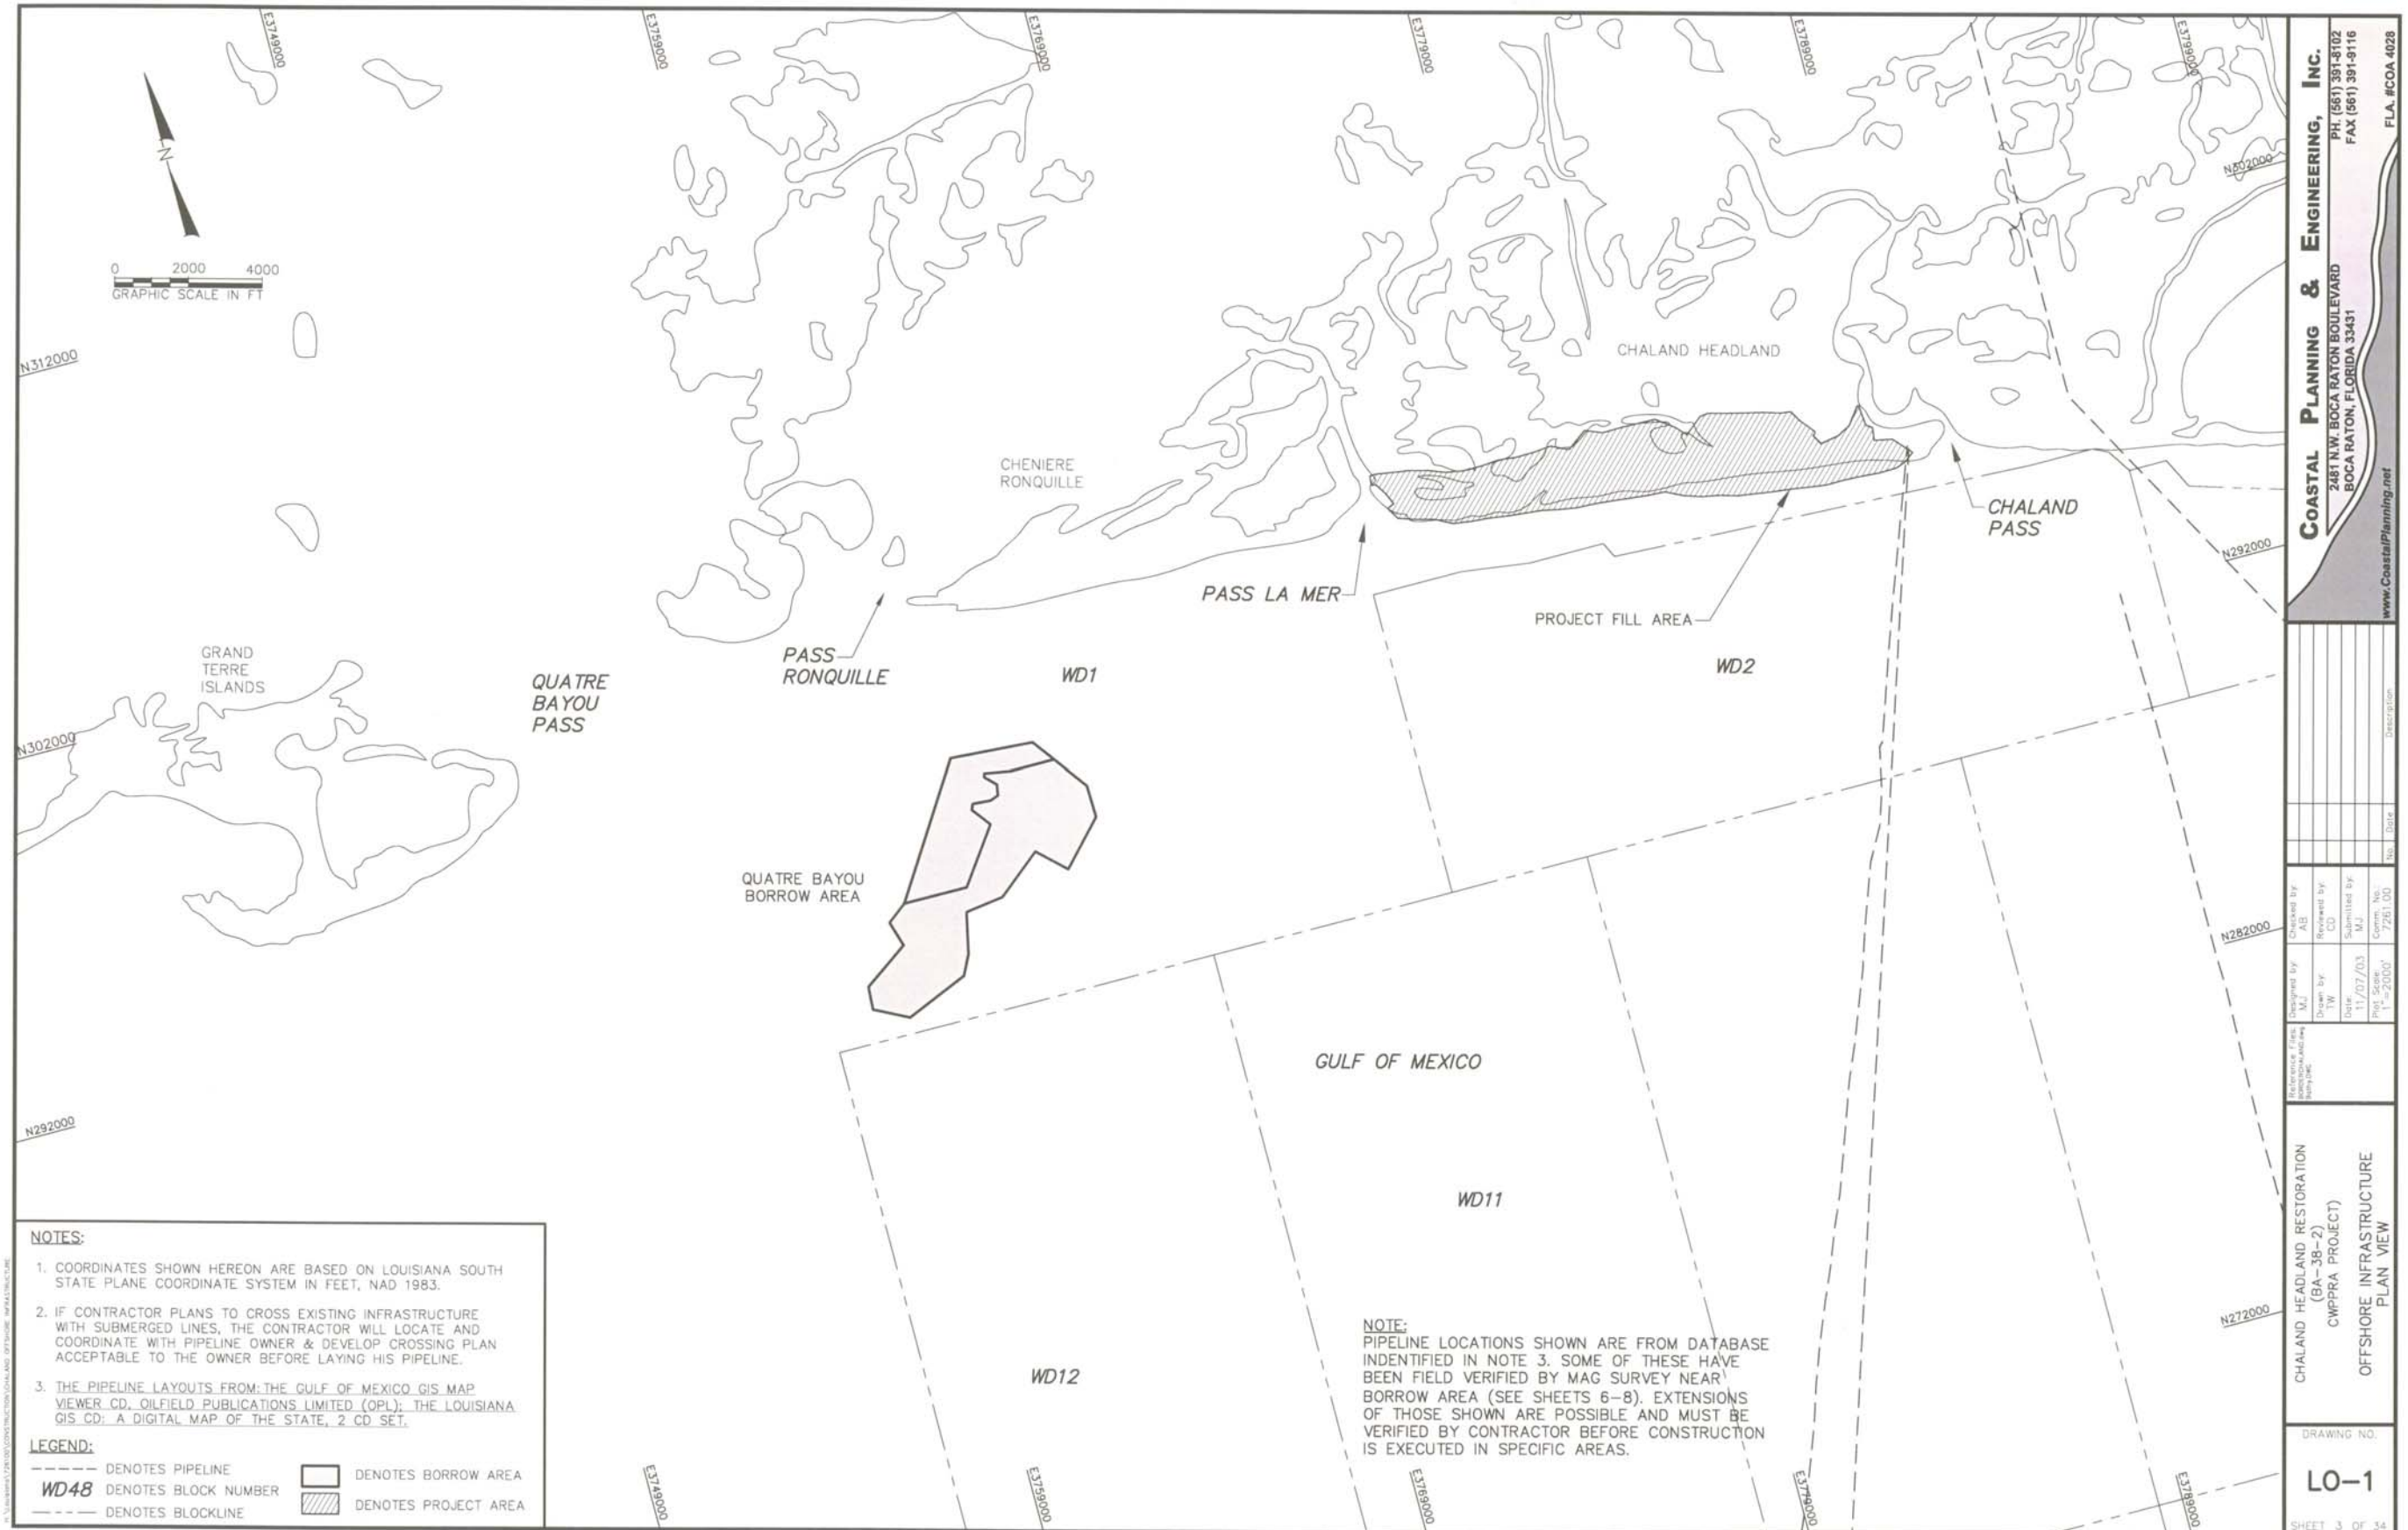 E3749000
E3759000
E3769000
E3779000
E3789000
E3799000
N
0 2000 4000
GRAPHIC SCALE IN FT
N312000
N302000
N292000
N302000
N292000
N282000
N272000
CHALAND HEADLAND
CHENIERE
RONQUILLE
CHALAND
PASS
PASS LA MER
PROJECT FILL AREA
GRAND
TERRE
ISLANDS
QUATRE
BAYOU
PASS
PASS
RONQUILLE
WD1
WD2
QUATRE BAYOU
BORROW AREA
GULF OF MEXICO
WD11
WD12
NOTE:
PIPELINE LOCATIONS SHOWN ARE FROM DATABASE
INDENTIFIED IN NOTE 3. SOME OF THESE HAVE
BEEN FIELD VERIFIED BY MAG SURVEY NEAR
BORROW AREA (SEE SHEETS 6-8). EXTENSIONS
OF THOSE SHOWN ARE POSSIBLE AND MUST BE
VERIFIED BY CONTRACTOR BEFORE CONSTRUCTION
IS EXECUTED IN SPECIFIC AREAS.
E3749000
E3759000
E3769000
E3779000
E3789000
NOTES:
1. COORDINATES SHOWN HEREON ARE BASED ON LOUISIANA SOUTH
STATE PLANE COORDINATE SYSTEM IN FEET, NAD 1983.
2. IF CONTRACTOR PLANS TO CROSS EXISTING INFRASTRUCTURE
WITH SUBMERGED LINES, THE CONTRACTOR WILL LOCATE AND
COORDINATE WITH PIPELINE OWNER & DEVELOP CROSSING PLAN
ACCEPTABLE TO THE OWNER BEFORE LAYING HIS PIPELINE.
3. THE PIPELINE LAYOUTS FROM: THE GULF OF MEXICO GIS MAP
VIEWER CD, OILFIELD PUBLICATIONS LIMITED (OPL); THE LOUISIANA
GIS CD: A DIGITAL MAP OF THE STATE, 2 CD SET.
LEGEND:
DENOTES PIPELINE
WD48 DENOTES BLOCK NUMBER
DENOTES BLOCKLINE
DENOTES BORROW AREA
DENOTES PROJECT AREA
COASTAL PLANNING & ENGINEERING, INC.
2481 N.W. BOCA RATON BOULEVARD
BOCA RATON, FLORIDA 33431
PH. (561) 391-8102
FAX (561) 391-9116
www.CoastalPlanning.net
FLA. #COA 4028
No. Date Description
Designed by: MJ
Checked by: AB
Drawn by: TW
Reviewed by: CD
Date: 11/07/03
Submitted by: MJ
Plot Scale: 1"=2000'
Comm. No.: 7261.00
Reference Files:
CHALAND HEADLAND RESTORATION
(BA-38-2)
CWPPRA PROJECT)
OFFSHORE INFRASTRUCTURE
PLAN VIEW
DRAWING NO.
LO-1
SHEET 3 OF 34